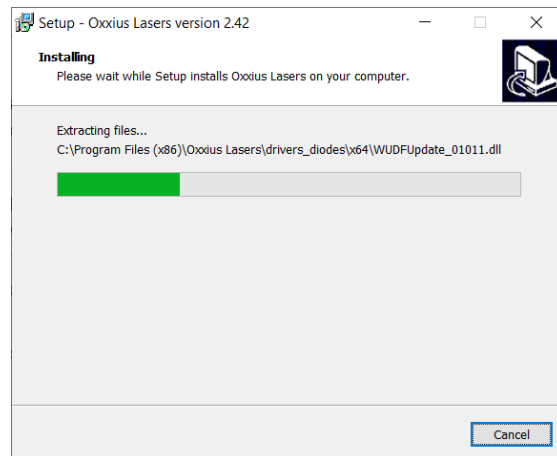 Setup - Oxxius Lasers version 2.42
Installing
Please wait while Setup installs Oxxius Lasers on your computer.
Extracting files...
C:\Program Files (x86)\Oxxius Lasers\drivers_diodes\x64\WUDFUpdate_01011.dll
Cancel